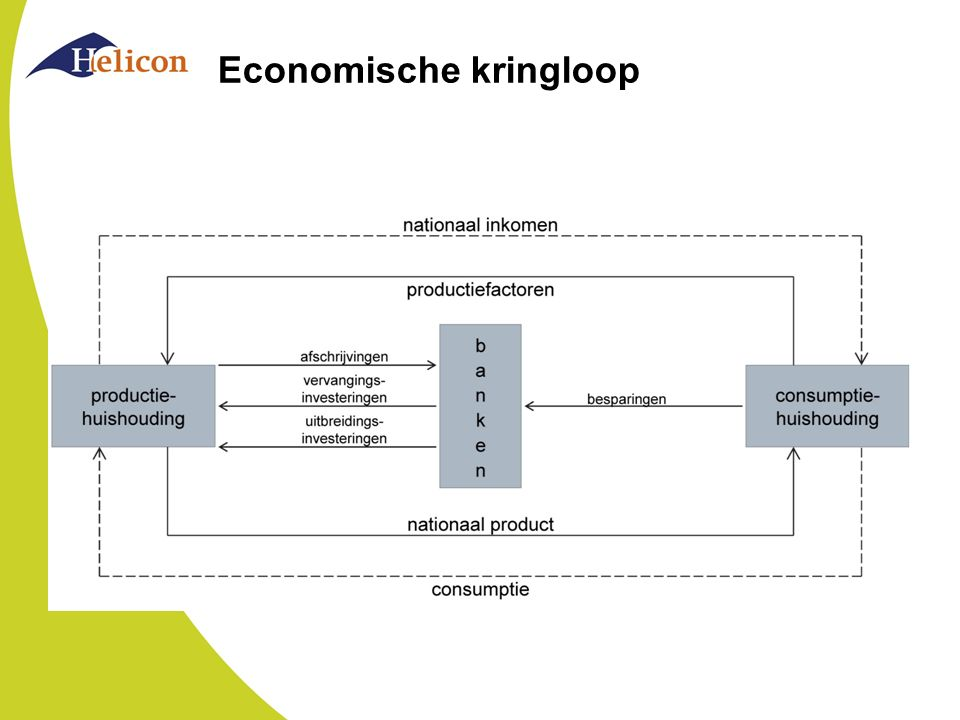 Helicon
Economische kringloop
nationaal inkomen
productiefactoren
afschrijvingen
vervangings-
investeringen
uitbreidings-
investeringen
banken
besparingen
productie-
huishouding
consumptie-
huishouding
nationaal product
consumptie